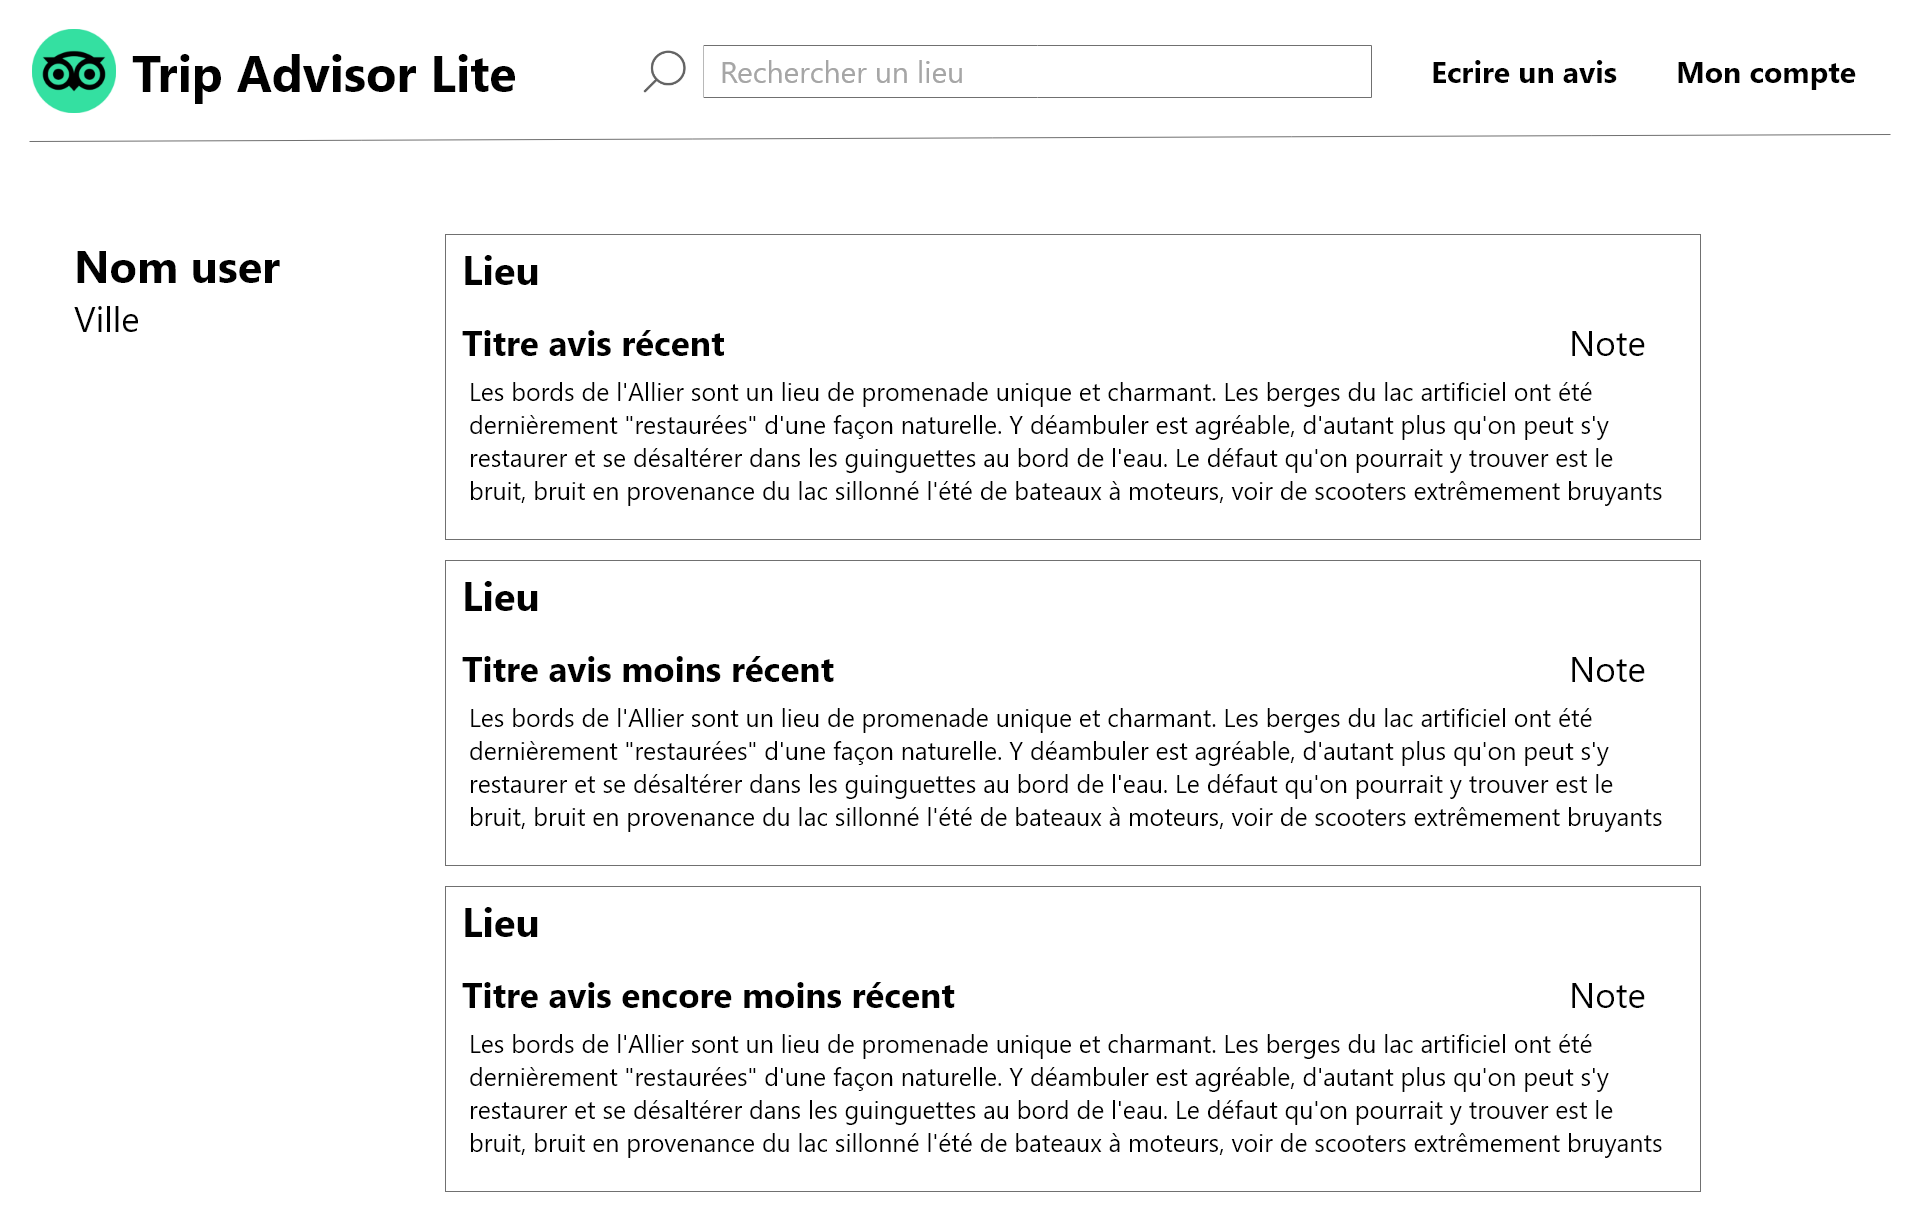 Trip Advisor Lite
Rechercher un lieu
Ecrire un avis
Mon compte
Nom user
Ville
Lieu
Titre avis récent
Note
Les bords de l'Allier sont un lieu de promenade unique et charmant. Les berges du lac artificiel ont été
dernièrement "restaurées" d'une façon naturelle. Y déambuler est agréable, d'autant plus qu'on peut s'y
restaurer et se désaltérer dans les guinguettes au bord de l'eau. Le défaut qu'on pourrait y trouver est le
bruit, bruit en provenance du lac sillonné l'été de bateaux à moteurs, voir de scooters extrêmement bruyants
Lieu
Titre avis moins récent
Note
Les bords de l'Allier sont un lieu de promenade unique et charmant. Les berges du lac artificiel ont été
dernièrement "restaurées" d'une façon naturelle. Y déambuler est agréable, d'autant plus qu'on peut s'y
restaurer et se désaltérer dans les guinguettes au bord de l'eau. Le défaut qu'on pourrait y trouver est le
bruit, bruit en provenance du lac sillonné l'été de bateaux à moteurs, voir de scooters extrêmement bruyants
Lieu
Titre avis encore moins récent
Note
Les bords de l'Allier sont un lieu de promenade unique et charmant. Les berges du lac artificiel ont été
dernièrement "restaurées" d'une façon naturelle. Y déambuler est agréable, d'autant plus qu'on peut s'y
restaurer et se désaltérer dans les guinguettes au bord de l'eau. Le défaut qu'on pourrait y trouver est le
bruit, bruit en provenance du lac sillonné l'été de bateaux à moteurs, voir de scooters extrêmement bruyants